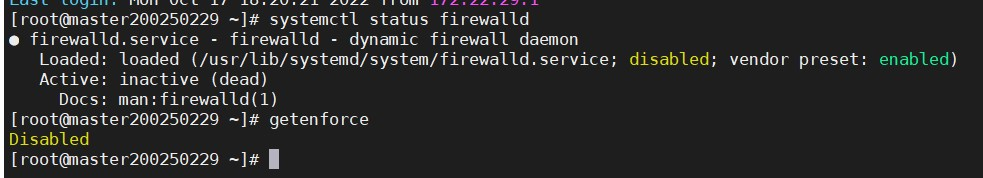 Last login: Mon Oct 17 18:20:21 2022 from 172.22.29.1
[root@master200250229 ~]# systemctl status firewalld
● firewalld.service - firewalld - dynamic firewall daemon
   Loaded: loaded (/usr/lib/systemd/system/firewalld.service; disabled; vendor preset: enabled)
   Active: inactive (dead)
     Docs: man:firewalld(1)
[root@master200250229 ~]# getenforce
Disabled
[root@master200250229 ~]#